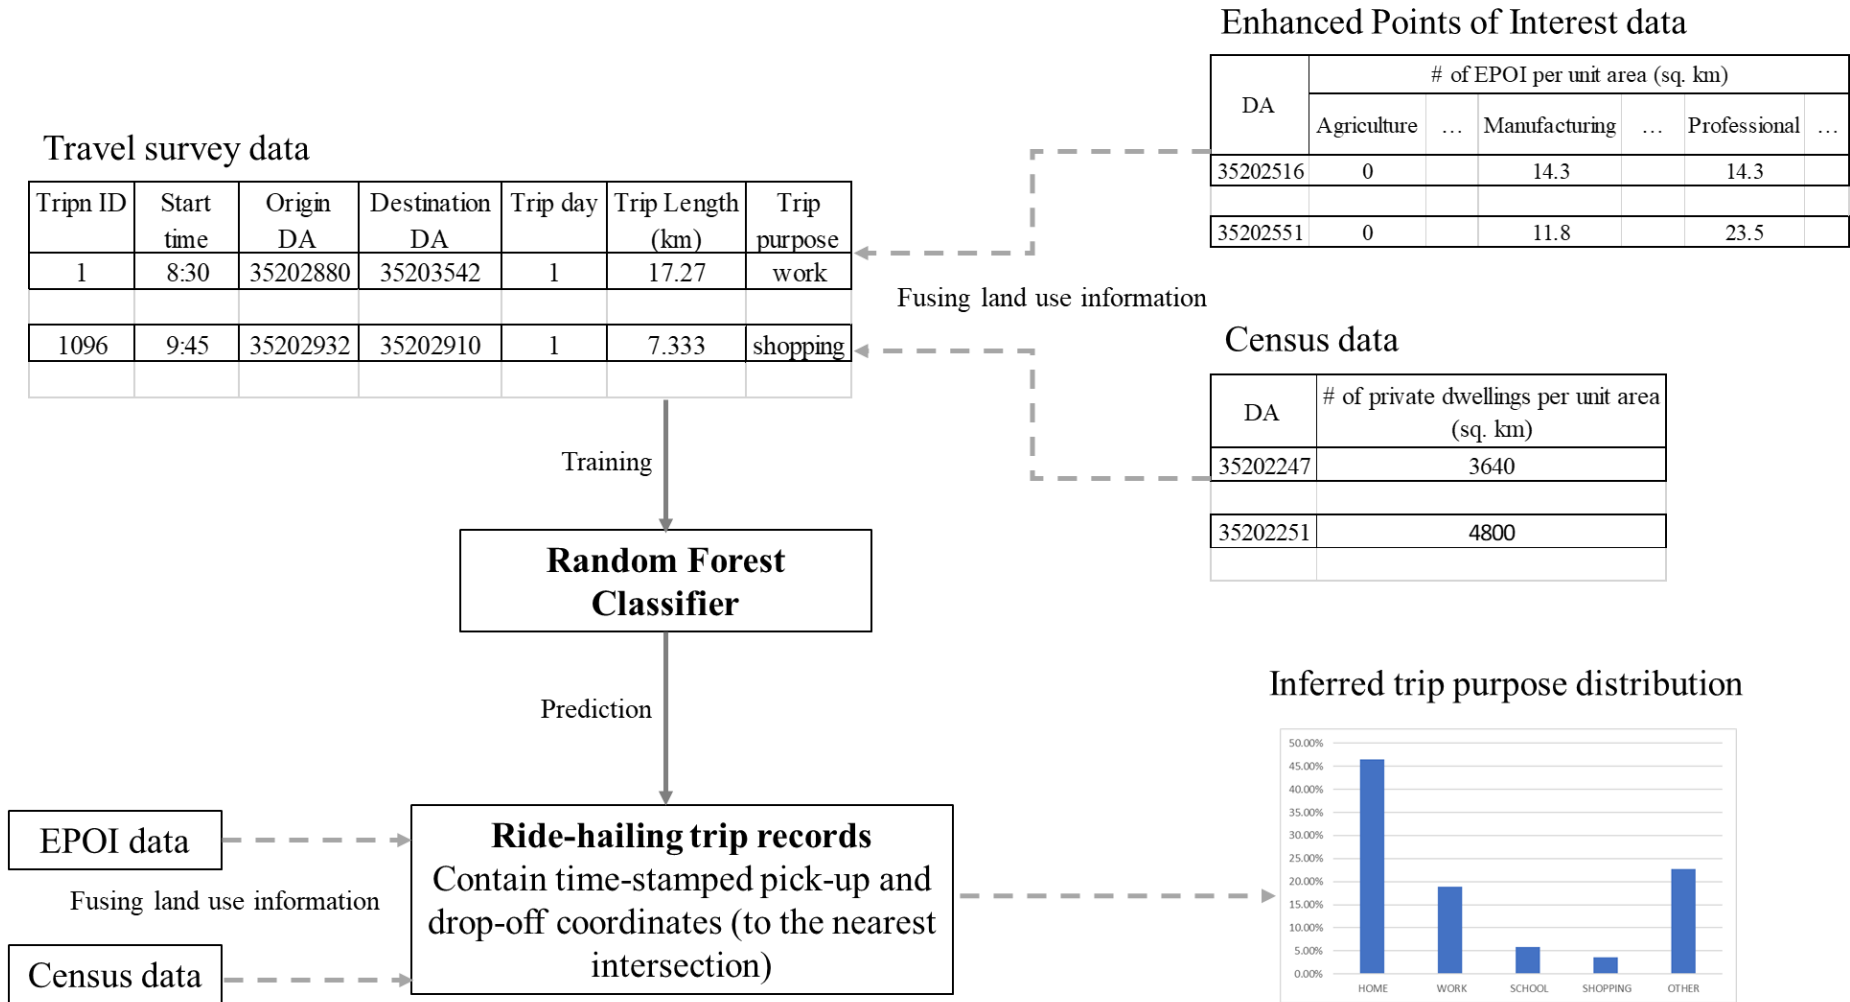 Enhanced Points of Interest data
DA
# of EPOI per unit area (sq. km)
Agriculture ... Manufacturing ... Professional ...
35202516 0 14.3 14.3
35202551 0 11.8 23.5
Travel survey data
Tripn ID Start time Origin DA Destination DA Trip day Trip Length (km) Trip purpose
1 8:30 35202880 35203542 1 17.27 work
1096 9:45 35202932 35202910 1 7.333 shopping
Fusing land use information
Census data
DA # of private dwellings per unit area
(sq. km)
35202247 3640
35202251 4800
Training
Random Forest
Classifier
Prediction
Inferred trip purpose distribution
50.00%
45.00%
40.00%
35.00%
30.00%
25.00%
20.00%
15.00%
10.00%
5.00%
0.00%
HOME WORK SCHOOL SHOPPING OTHER
EPOI data
Fusing land use information
Census data
Ride-hailing trip records
Contain time-stamped pick-up and
drop-off coordinates (to the nearest
intersection)